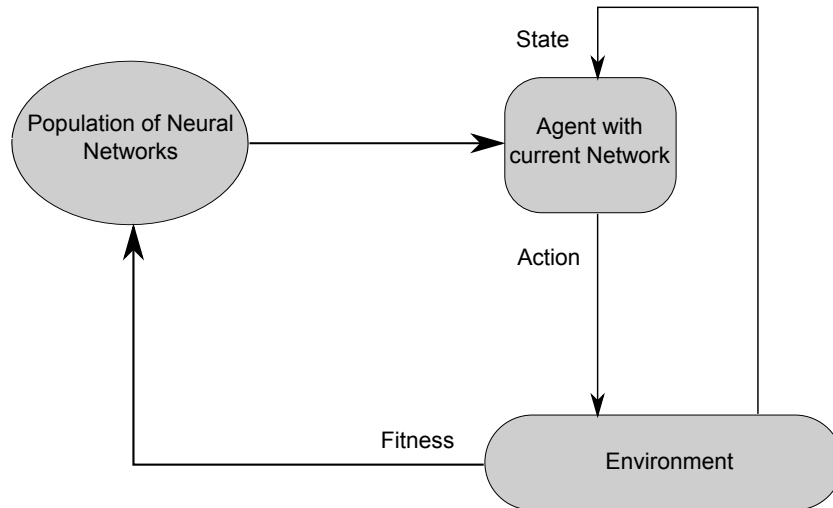 State
Population of Neural
Networks
Agent with
current Network
Action
Fitness
Environment